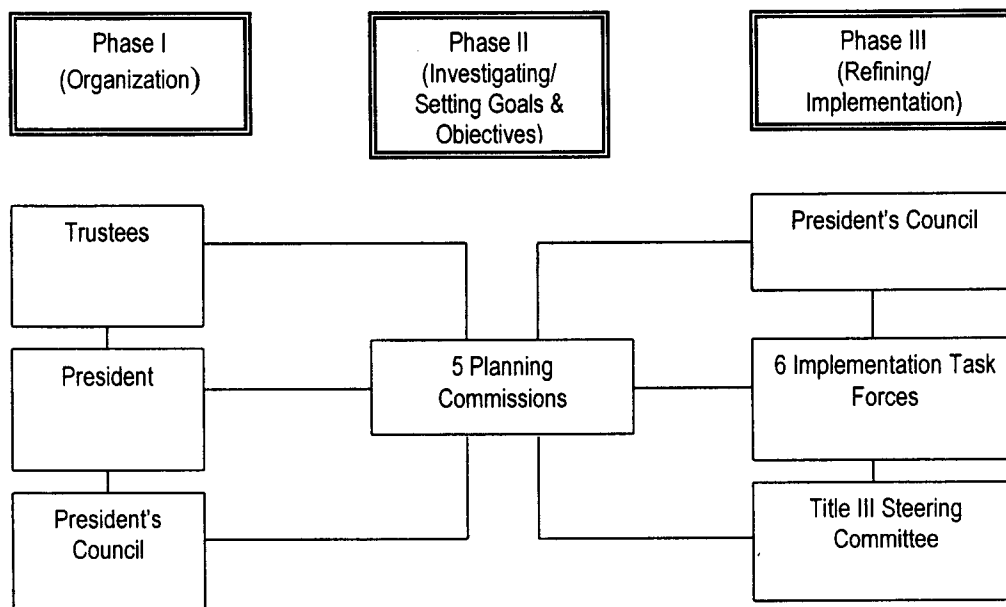 Phase I
(Organization)
Phase II
(Investigating/
Setting Goals &
Objectives)
Phase III
(Refining/
Implementation)
Trustees
President
President's
Council
5 Planning
Commissions
President's Council
6 Implementation Task
Forces
Title III Steering
Committee